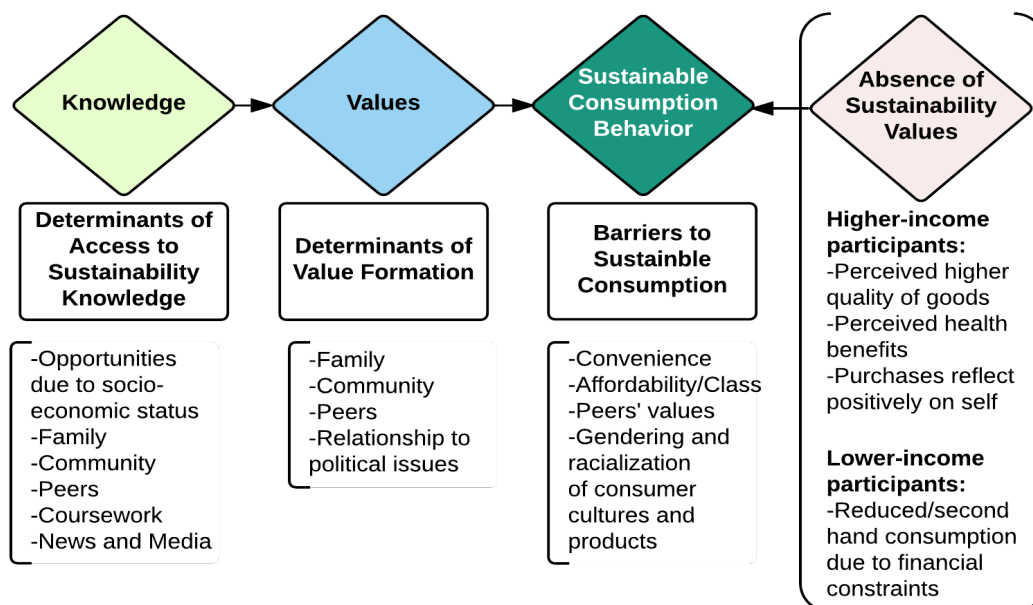 Knowledge
Values
Sustainable
Consumption
Behavior
Absence of
Sustainability
Values
Determinants of
Access to
Sustainability
Knowledge
Determinants of
Value Formation
Barriers to
Sustainble
Consumption
-Opportunities
due to socio-
economic status
-Family
-Community
-Peers
-Coursework
-News and Media
-Family
-Community
-Peers
-Relationship to
political issues
-Convenience
-Affordability/Class
-Peers' values
-Gendering and
racialization
of consumer
cultures and
products
Higher-income
participants:
-Perceived higher
quality of goods
-Perceived health
benefits
-Purchases reflect
positively on self
Lower-income
participants:
-Reduced/second
hand consumption
due to financial
constraints